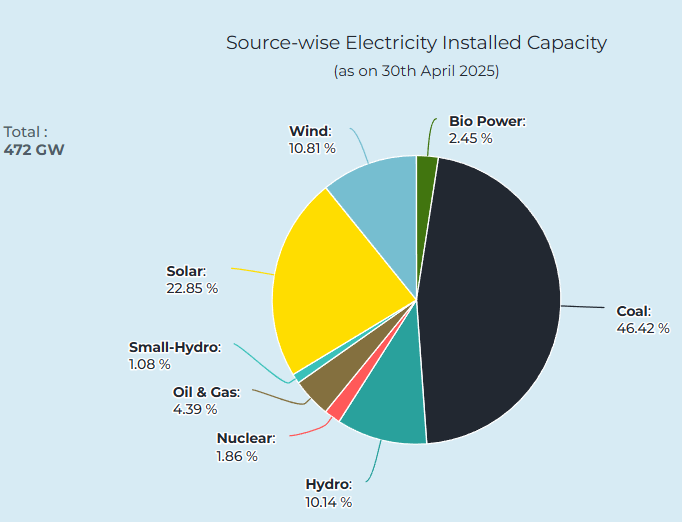 Source-wise Electricity Installed Capacity
(as on 30th April 2025)
Total :
472 GW
Bio Power:
2.45 %
Wind:
10.81 %
Solar:
22.85 %
Coal:
46.42 %
Small-Hydro:
1.08 %
Oil & Gas:
4.39 %
Nuclear:
1.86 %
Hydro:
10.14 %